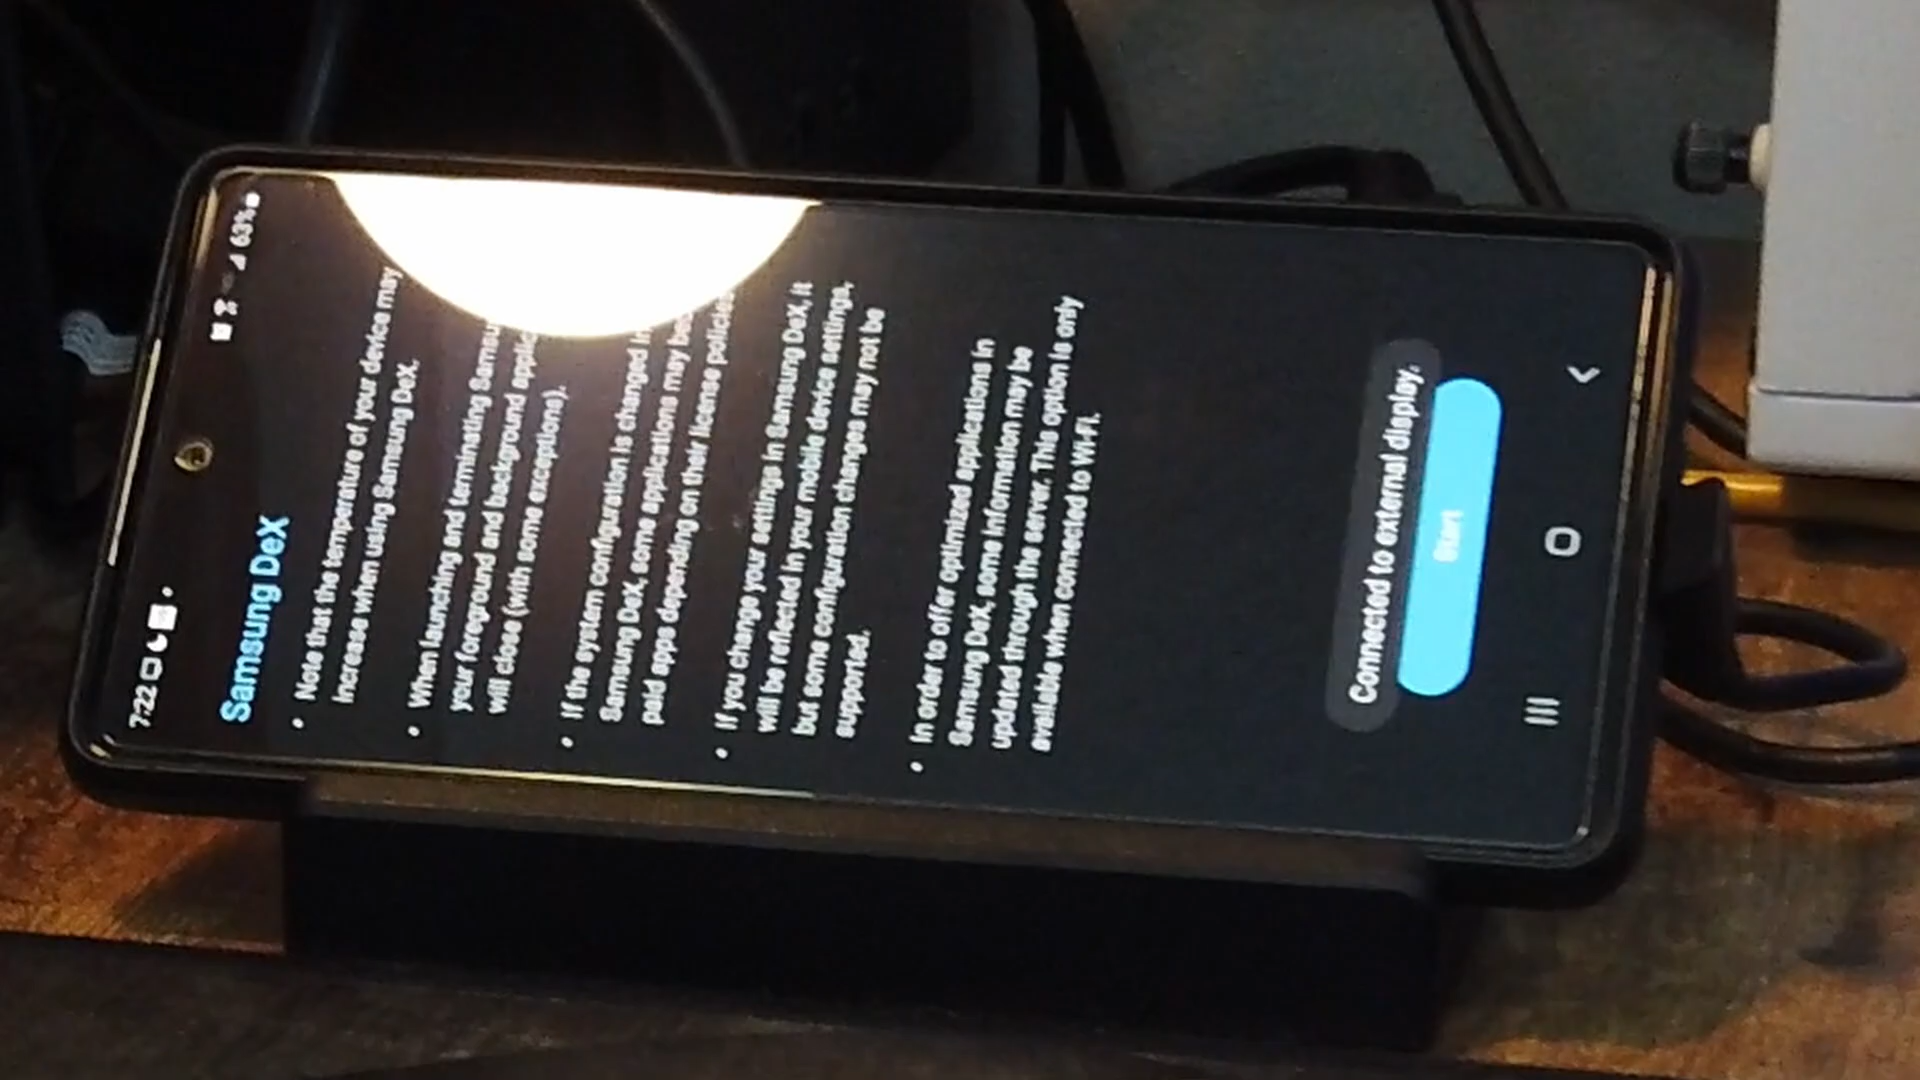 7:22
63%
Samsung DeX
• Note that the temperature of your device may
increase when using Samsung DeX.
• When launching and terminating
your foreground and background
will close (with some exceptions).
• If the system configuration is changed in
Samsung DeX, some applications may
paid apps depending on their license policies
• If you change your settings in Samsung DeX, it
will be reflected in your mobile device settings,
but some configuration changes may not be
supported.
• In order to offer optimized applications in
Samsung DeX, some information may be
updated through the server. This option is only
available when connected to Wi-Fi.
Connected to external display.
Start